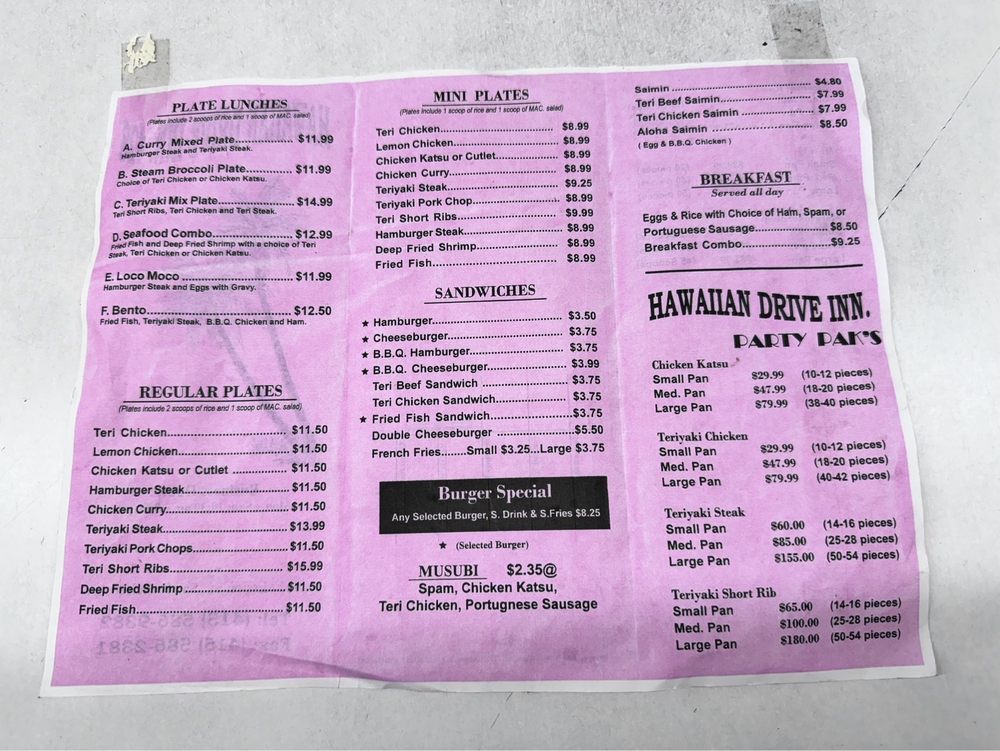 PLATE LUNCHES
(Plates include 2 scoops of rice and 1 scoop of MAC. salad)
A. Curry Mixed Plate................ $11.99
Hamburger Steak and Teriyaki Steak.
B. Steam Broccoli Plate............. $11.99
Choice of Teri Chicken or Chicken Katsu.
C. Teriyaki Mix Plate................ $14.99
Teri Short Ribs, Teri Chicken and Teri Steak.
D. Seafood Combo................ $12.99
Fried Fish and Deep Fried Shrimp with a choice of Teri
Steak, Teri Chicken or Chicken Katsu.
E. Loco Moco ........................ $11.99
Hamburger Steak and Eggs with Gravy.
F. Bento................................ $12.50
Fried Fish, Teriyaki Steak, B.B.Q. Chicken and Ham.
REGULAR PLATES
(Plates include 2 scoops of rice and 1 scoop of MAC. salad)
Teri Chicken........................... $11.50
Lemon Chicken........................ $11.50
Chicken Katsu or Cutlet ............ $11.50
Hamburger Steak...................... $11.50
Chicken Curry......................... $11.50
Teriyaki Steak......................... $13.99
Teriyaki Pork Chops.................. $11.50
Teri Short Ribs......................... $15.99
Deep Fried Shrimp .................... $11.50
Fried Fish............................... $11.50
MINI PLATES
(Plates include 1 scoop of rice and 1 scoop of MAC. salad)
Teri Chicken........................... $8.99
Lemon Chicken........................ $8.99
Chicken Katsu or Cutlet............. $8.99
Chicken Curry......................... $8.99
Teriyaki Steak......................... $9.25
Teriyaki Pork Chop................... $8.99
Teri Short Ribs........................ $9.99
Hamburger Steak...................... $8.99
Deep Fried Shrimp.................... $8.99
Fried Fish............................... $8.99
SANDWICHES
★ Hamburger............................ $3.50
★ Cheeseburger........................ $3.75
★ B.B.Q. Hamburger................... $3.75
★ B.B.Q. Cheeseburger................ $3.99
Teri Beef Sandwich .................. $3.75
Teri Chicken Sandwich............... $3.75
★ Fried Fish Sandwich................. $3.75
Double Cheeseburger ................ $5.50
French Fries........Small $3.25...Large $3.75
Burger Special
Any Selected Burger, S. Drink & S.Fries $8.25
★ (Selected Burger)
MUSUBI $2.35@
Spam, Chicken Katsu,
Teri Chicken, Portugnese Sausage
Saimin ................................. $4.80
Teri Beef Saimin...................... $7.99
Teri Chicken Saimin ................. $7.99
Aloha Saimin ......................... $8.50
( Egg & B.B.Q. Chicken )
BREAKFAST
Served all day
Eggs & Rice with Choice of Ham, Spam, or
Portuguese Sausage.................. $8.50
Breakfast Combo...................... $9.25
HAWAIIAN DRIVE INN.
PARTY PAK'S
Chicken Katsu
Small Pan $29.99 (10-12 pieces)
Med. Pan $47.99 (18-20 pieces)
Large Pan $79.99 (38-40 pieces)
Teriyaki Chicken
Small Pan $29.99 (10-12 pieces)
Med. Pan $47.99 (18-20 pieces)
Large Pan $79.99 (40-42 pieces)
Teriyaki Steak
Small Pan $60.00 (14-16 pieces)
Med. Pan $85.00 (25-28 pieces)
Large Pan $155.00 (50-54 pieces)
Teriyaki Short Rib
Small Pan $65.00 (14-16 pieces)
Med. Pan $100.00 (25-28 pieces)
Large Pan $180.00 (50-54 pieces)